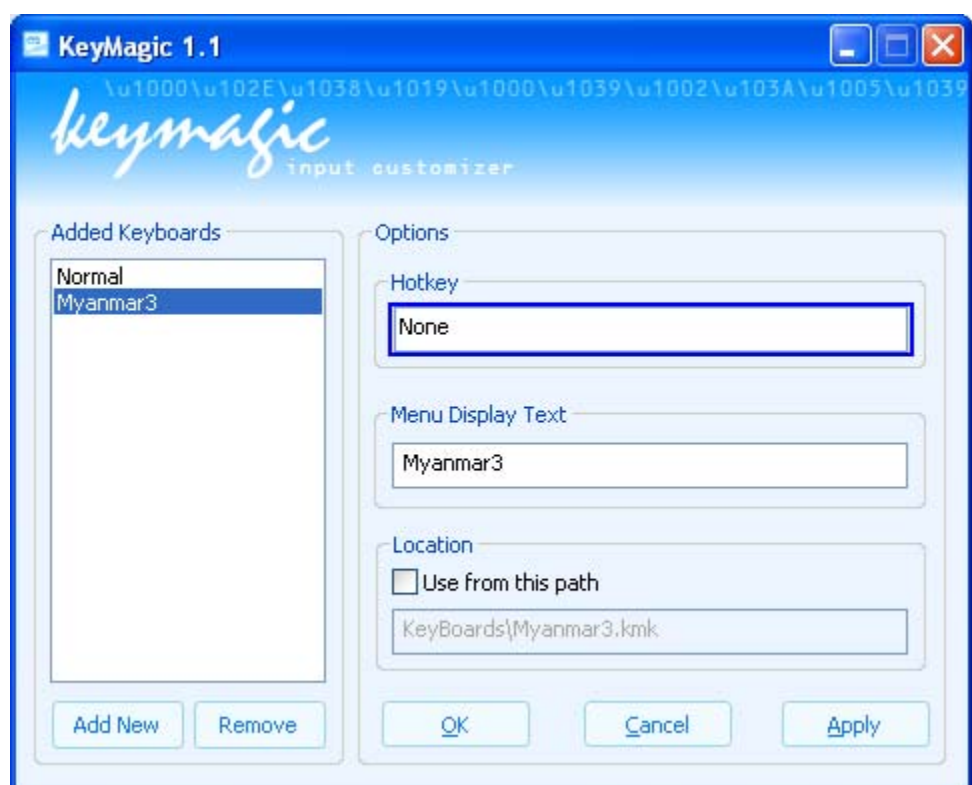 KeyMagic 1.1
\u1000\u102E\u1038\u1019\u1000\u1039\u1002\u103A\u1005\u1039
keymagic
input customizer
Added Keyboards
Normal
Myanmar3
Add New
Remove
Options
Hotkey
None
Menu Display Text
Myanmar3
Location
Use from this path
KeyBoards\Myanmar3.kmk
OK
Cancel
Apply